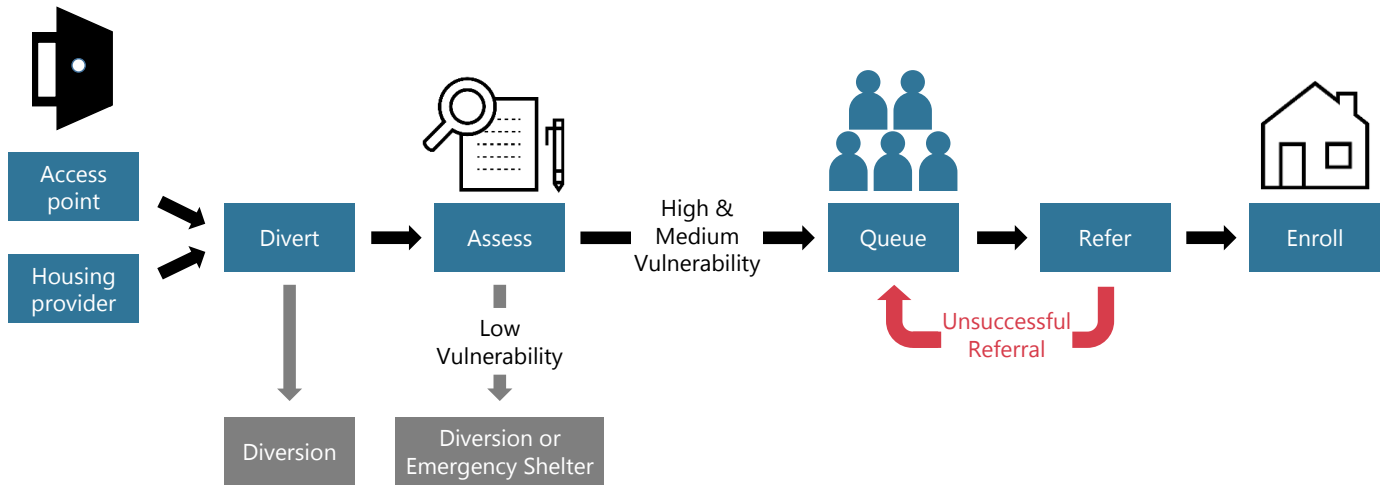 Access
point
Housing
provider
Divert
Assess
High &
Medium
Vulnerability
Queue
Refer
Enroll
Unsuccessful
Referral
Low
Vulnerability
Diversion
Diversion or
Emergency Shelter